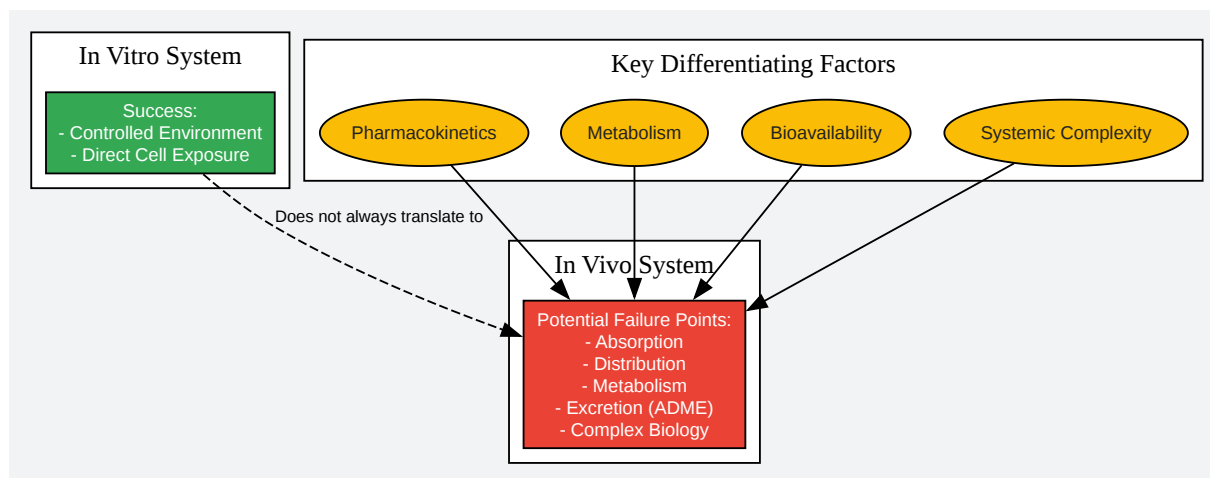 In Vitro System
Success:
- Controlled Environment
- Direct Cell Exposure
Key Differentiating Factors
Pharmacokinetics
Metabolism
Bioavailability
Systemic Complexity
Does not always translate to
In Vivo System
Potential Failure Points:
- Absorption
- Distribution
- Metabolism
- Excretion (ADME)
- Complex Biology